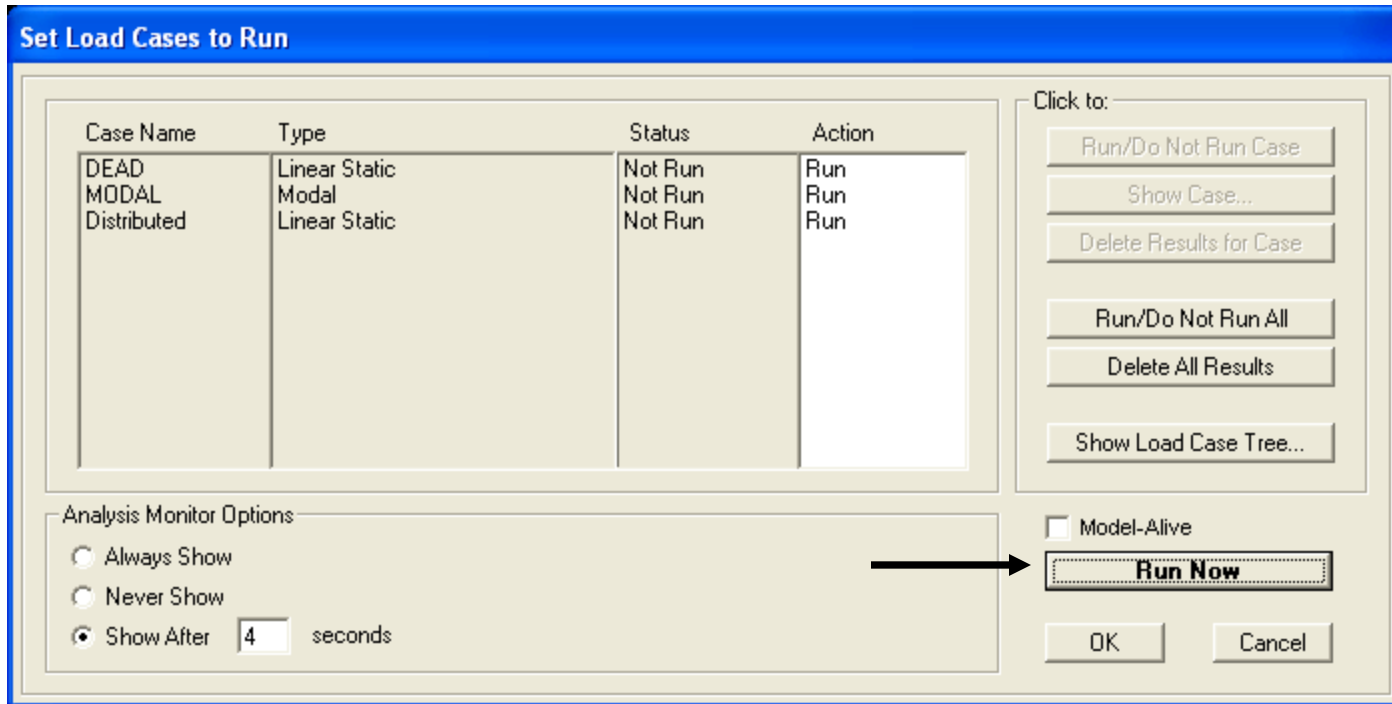 Set Load Cases to Run
Case Name Type Status Action
DEAD Linear Static Not Run Run
MODAL Modal Not Run Run
Distributed Linear Static Not Run Run
Click to:
Run/Do Not Run Case
Show Case...
Delete Results for Case
Run/Do Not Run All
Delete All Results
Show Load Case Tree...
Analysis Monitor Options
Always Show
Never Show
Show After 4 seconds
Model-Alive
Run Now
OK Cancel